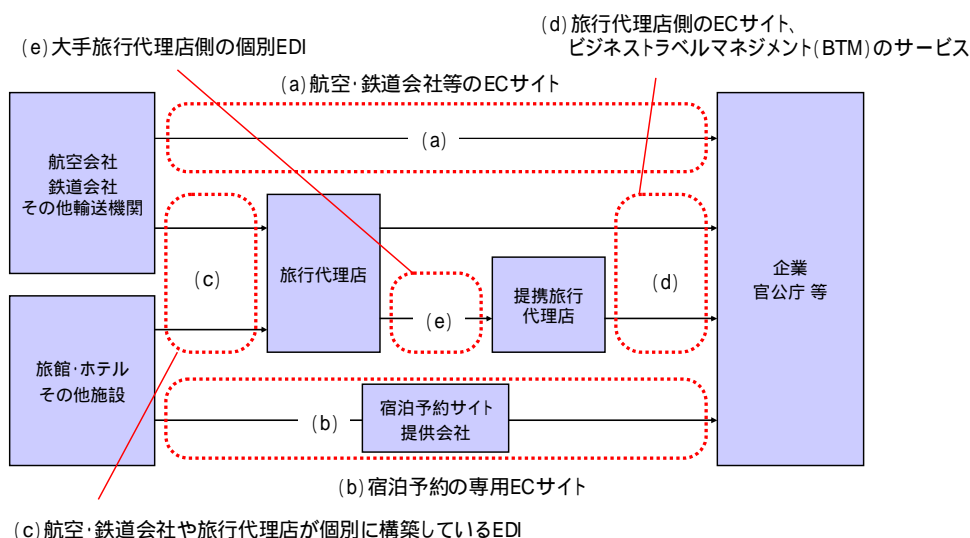 (d)旅行代理店側のECサイト、
ビジネストラベルマネジメント(BTM)のサービス
(e)大手旅行代理店側の個別EDI
(a)航空・鉄道会社等のECサイト
(a)
航空会社
鉄道会社
その他輸送機関
(c)
旅行代理店
(e)
提携旅行
代理店
(d)
企業
官公庁 等
旅館・ホテル
その他施設
(b)
宿泊予約サイト
提供会社
(b)宿泊予約の専用ECサイト
(c)航空・鉄道会社や旅行代理店が個別に構築しているEDI